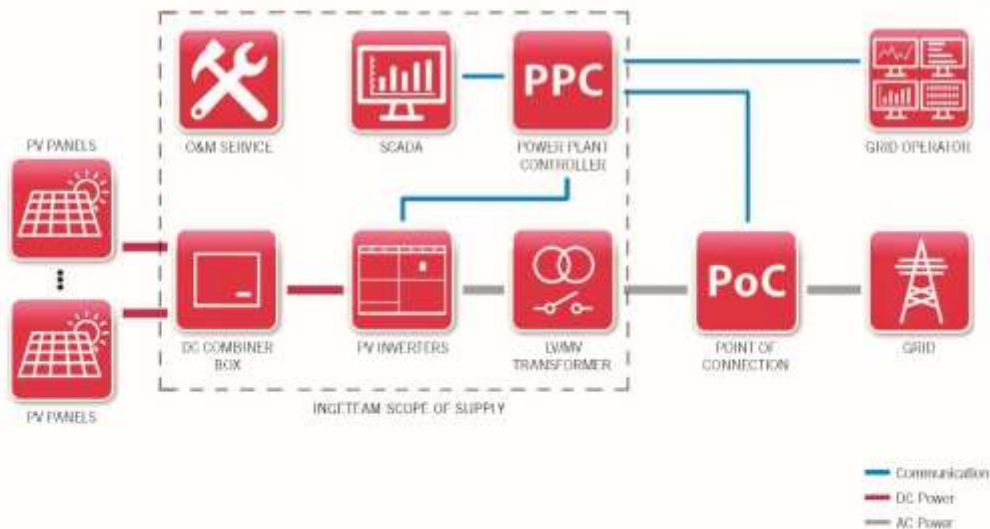 PPC
O&M SERVICE
SCADA
POWER PLANT
CONTROLLER
GRID OPERATOR
PV PANELS
PoC
DC COMBINER
BOX
PV INVERTERS
LV/MV
TRANSFORMER
POINT OF
CONNECTION
GRID
PV PANELS
INGETEAM SCOPE OF SUPPLY
Communication
DC Power
AC Power